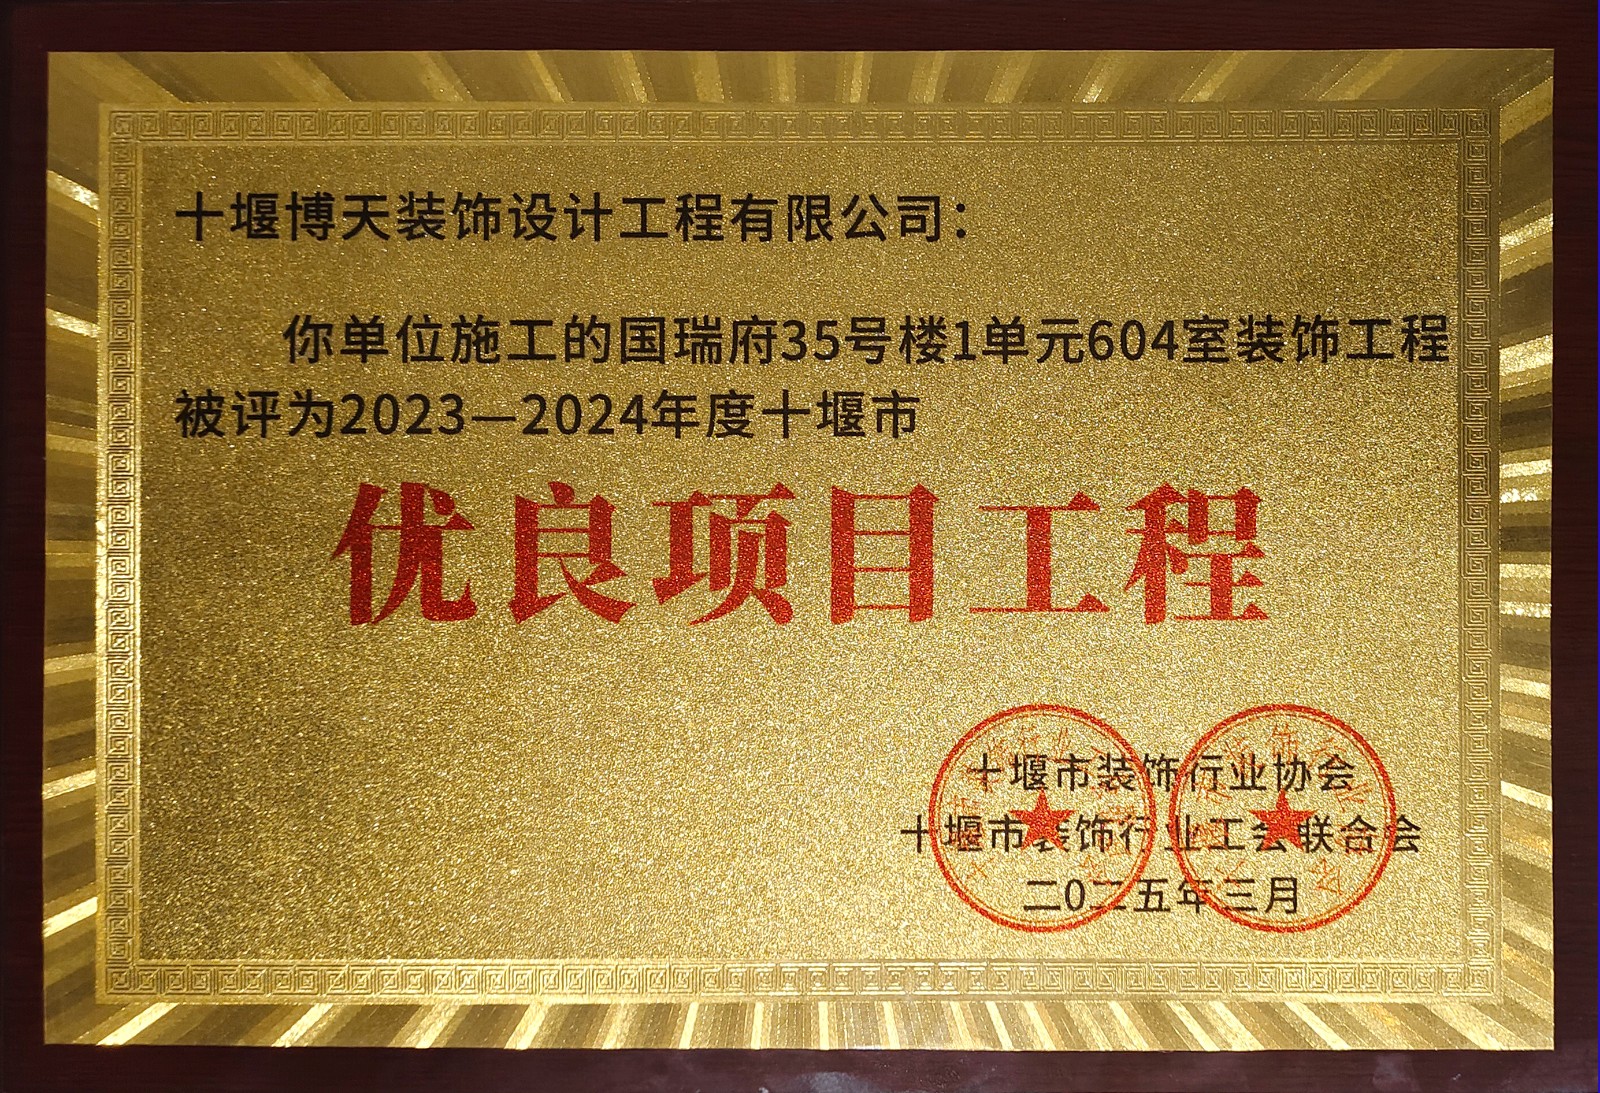 十堰博天装饰设计工程有限公司：
你单位施工的国瑞府35号楼1单元604室装饰工程
被评为2023—2024年度十堰市
优良项目工程
十堰市装饰行业协会
十堰市装饰行业工会联合会
二0二五年三月